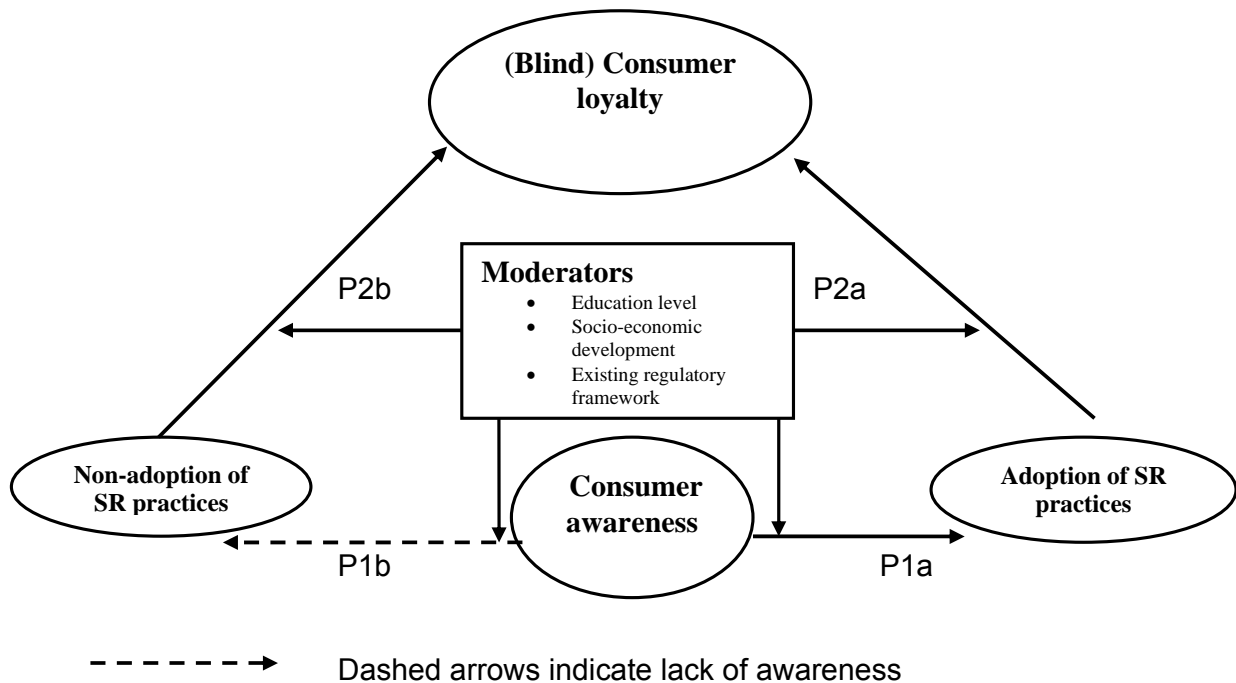 (Blind) Consumer
loyalty
Moderators
• Education level
• Socio-economic
development
• Existing regulatory
framework
P2b
P2a
Non-adoption of
SR practices
Consumer
awareness
Adoption of SR
practices
P1b
P1a
Dashed arrows indicate lack of awareness